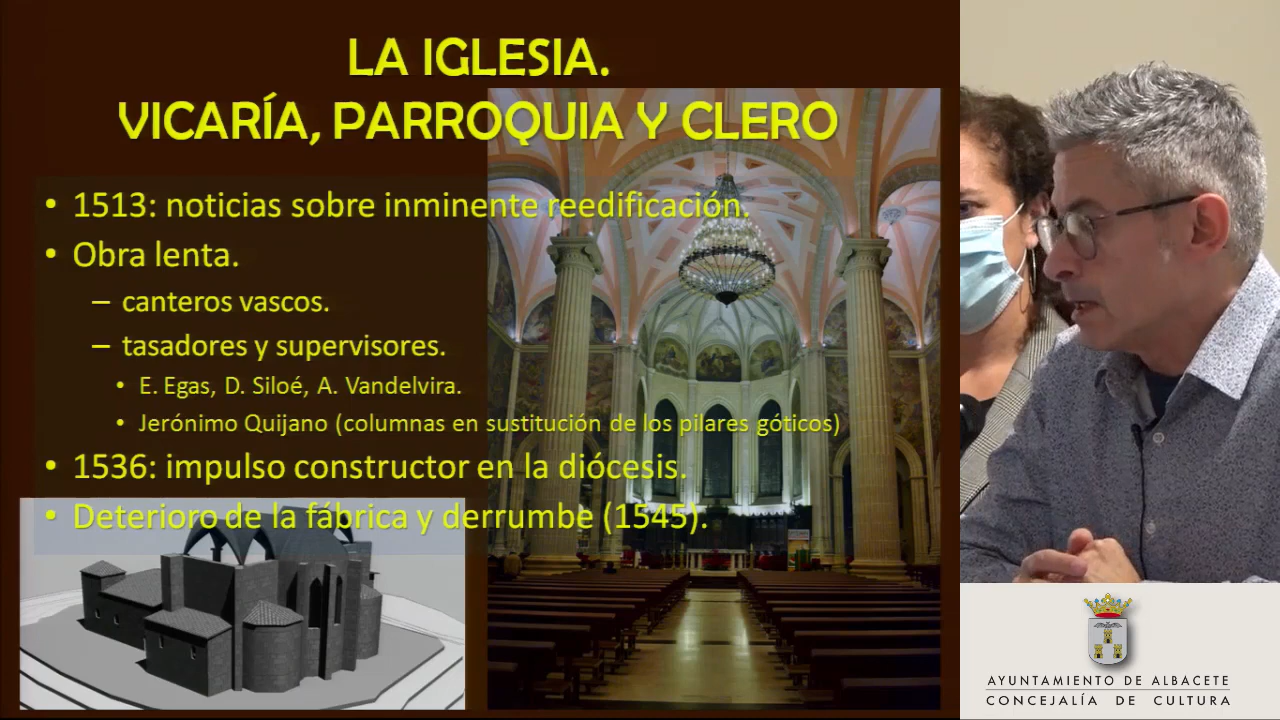 LA IGLESIA.
VICARÍA, PARROQUIA Y CLERO
• 1513: noticias sobre inminente reedificación.
• Obra lenta.
– canteros vascos.
– tasadores y supervisores.
• E. Egas, D. Siloé, A. Vandelvira.
• Jerónimo Quijano (columnas en sustitución de los pilares góticos)
• 1536: impulso constructor en la diócesis.
• Deterioro de la fábrica y derrumbe (1545).
AYUNTAMIENTO DE ALBACETE
CONCEJALÍA DE CULTURA